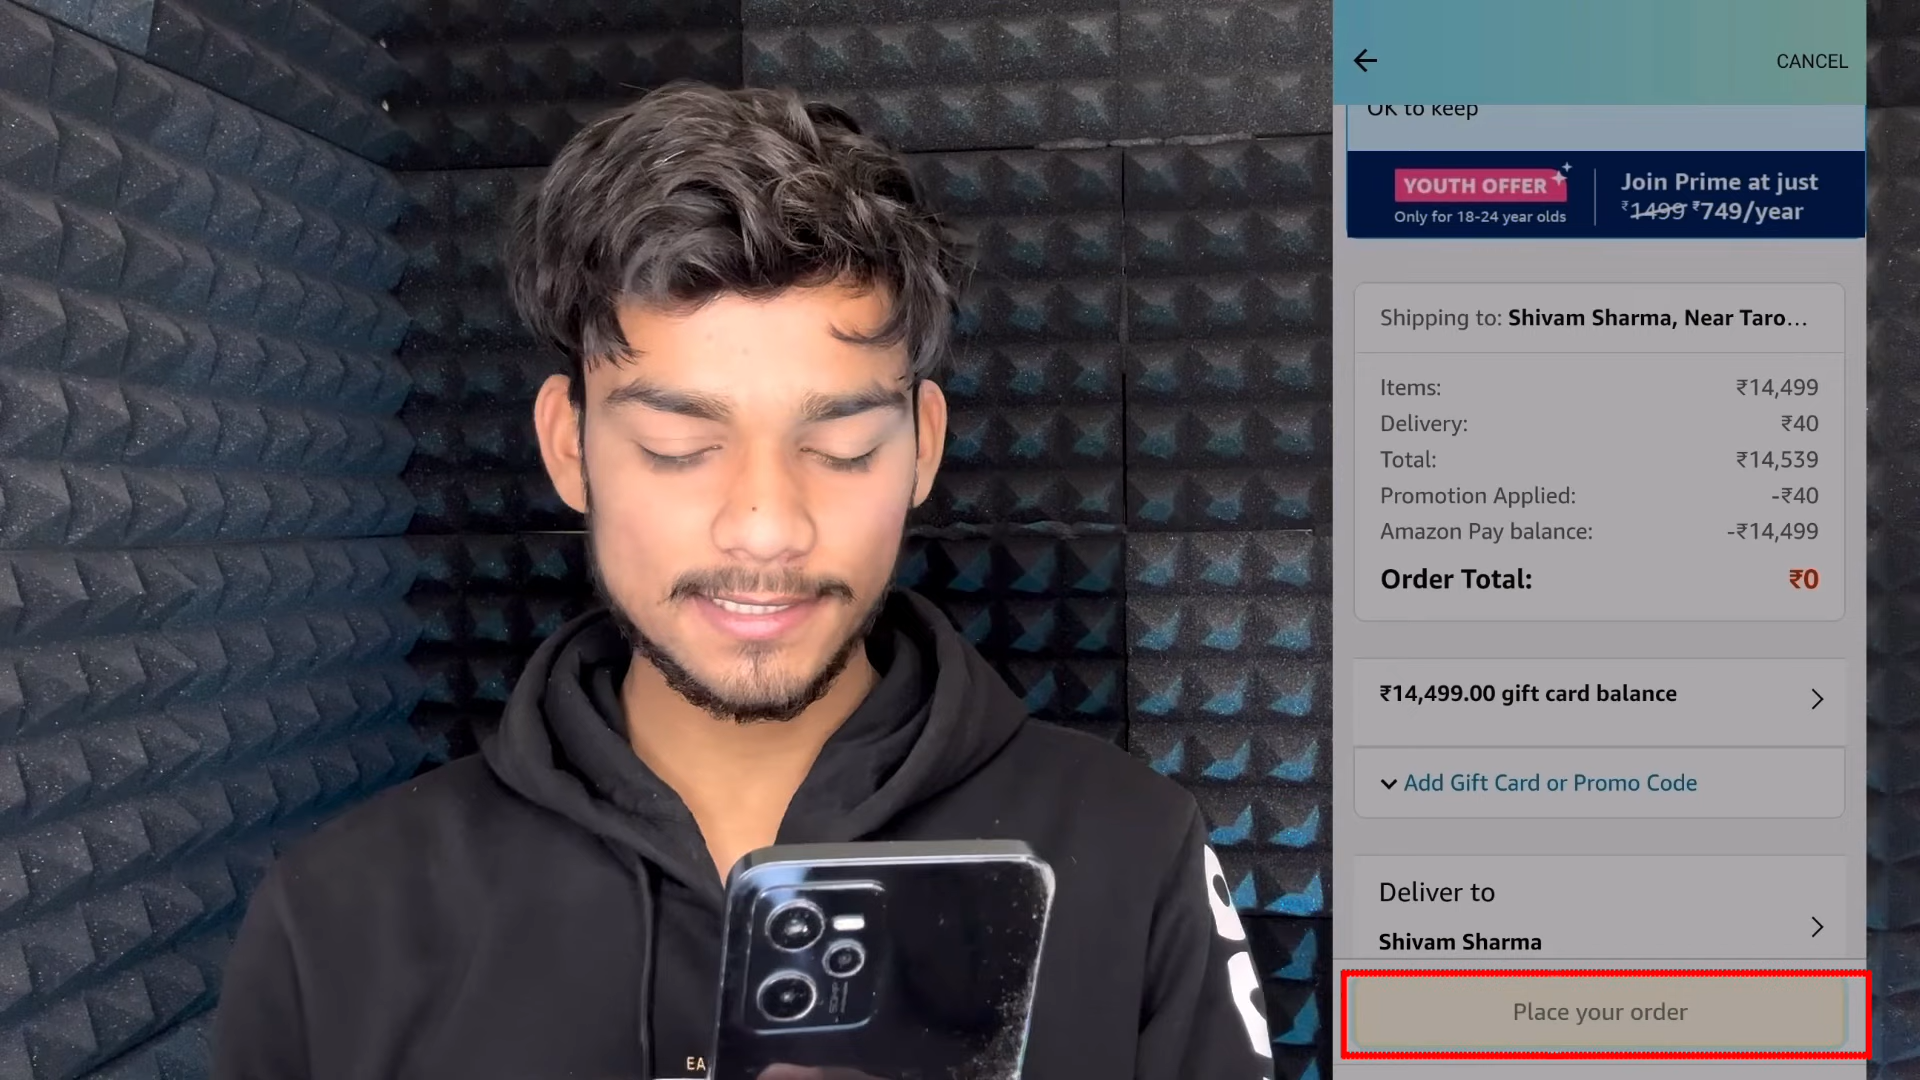 CANCEL
OK to keep
YOUTH OFFER
Only for 18-24 year olds
Join Prime at just
₹1499 ₹749/year
Shipping to: Shivam Sharma, Near Taro...
Items: ₹14,499
Delivery: ₹40
Total: ₹14,539
Promotion Applied: -₹40
Amazon Pay balance: -₹14,499
Order Total: ₹0
₹14,499.00 gift card balance
Add Gift Card or Promo Code
Deliver to
Shivam Sharma
Place your order
EA